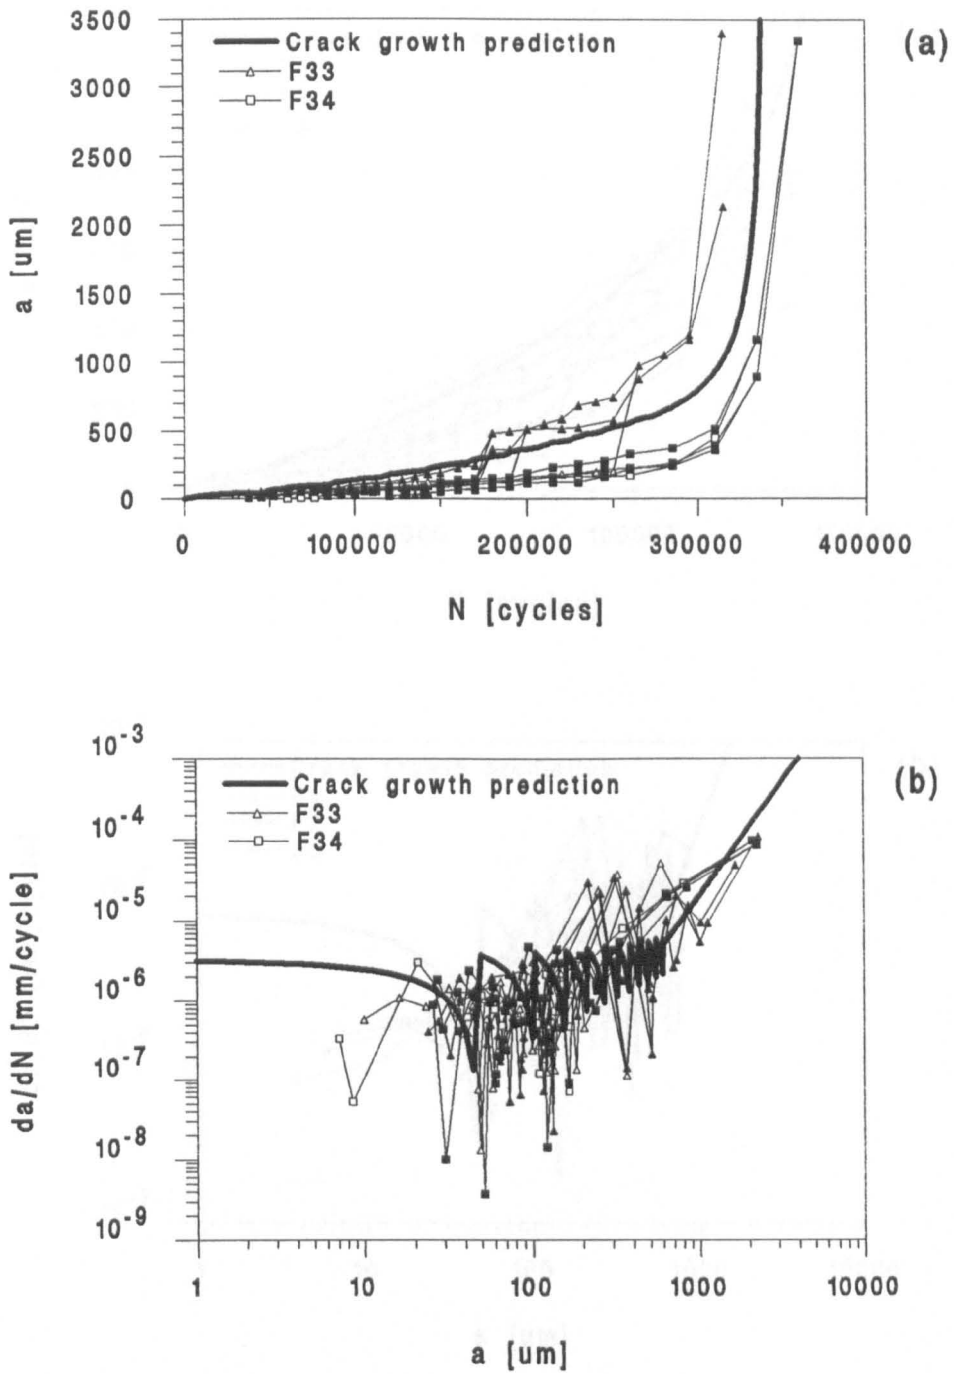 3500
(a)
Crack growth prediction
F33
3000
F34
2500
2000
a [um]
1500
1000
500
0
0 100000 200000 300000 400000
N [cycles]
10-3
(b)
Crack growth prediction
F33
10-4
F34
10-5
da/dN [mm/cycle]
10-6
10-7
10-8
10-9
1 10 100 1000 10000
a [um]